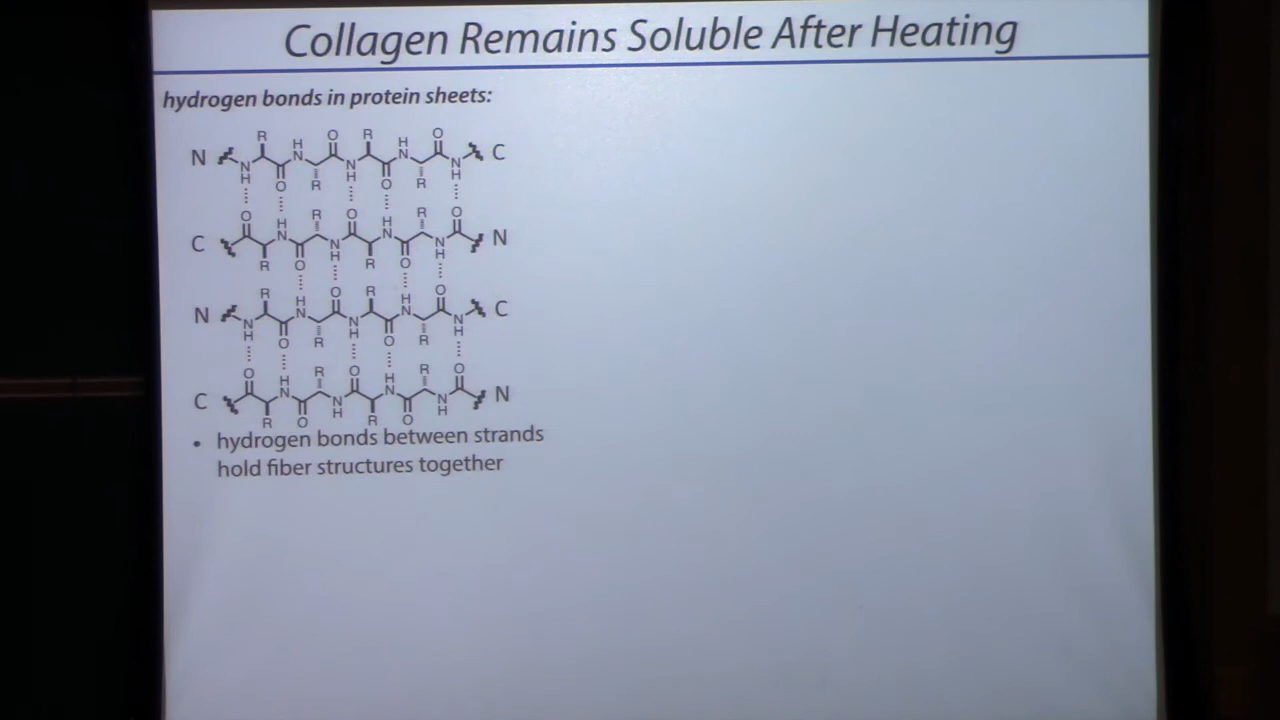 Collagen Remains Soluble After Heating
hydrogen bonds in protein sheets:
R H N O R H N O
N N H O R N H O R N H C
O H N R O H N R O
C R O N H R O N H N
R H N O R H N O
N N H O R N H O R N H C
O H N R O H N R O
C R O N H R O N H N
• hydrogen bonds between strands
hold fiber structures together